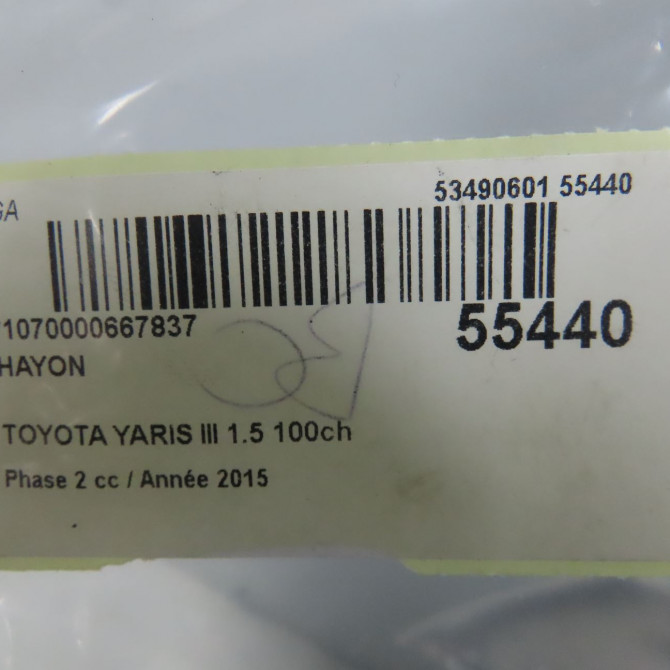 GA
53490601 55440
1070000667837
55440
HAYON
TOYOTA YARIS III 1.5 100ch
Phase 2 cc / Année 2015